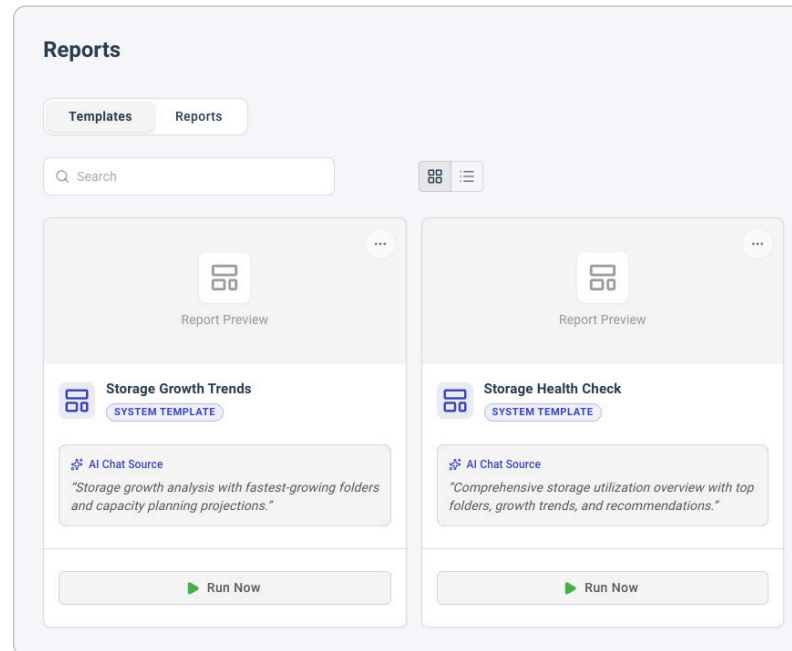 Reports
Templates Reports
Search
Report Preview
Storage Growth Trends
SYSTEM TEMPLATE
AI Chat Source
"Storage growth analysis with fastest-growing folders
and capacity planning projections."
Run Now
Report Preview
Storage Health Check
SYSTEM TEMPLATE
AI Chat Source
"Comprehensive storage utilization overview with top
folders, growth trends, and recommendations."
Run Now